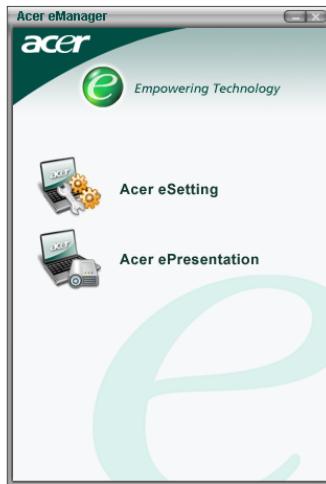 Acer eManager
acer
e Empowering Technology
Acer eSetting
Acer ePresentation